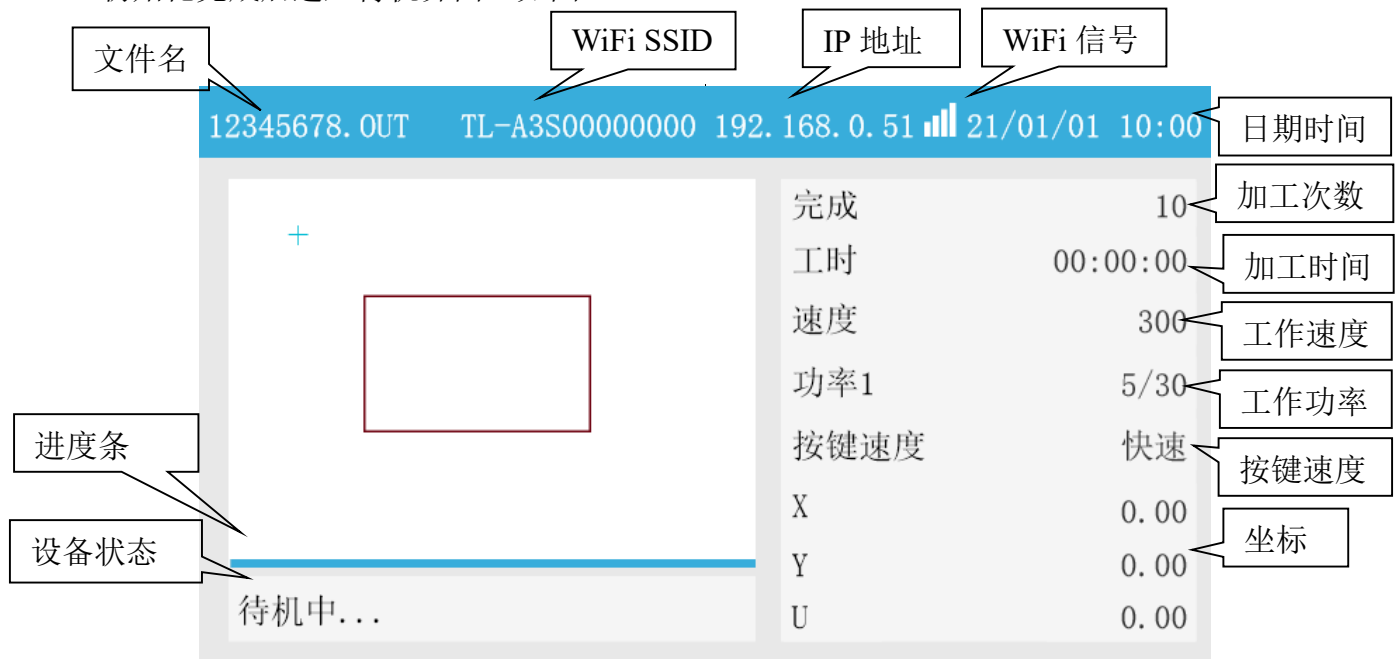 文件名
WiFi SSID
IP 地址
WiFi 信号
12345678.OUT TL-A3S00000000 192.168.0.51 21/01/01 10:00
日期时间
完成 10
加工次数
工时 00:00:00
加工时间
速度 300
工作速度
功率1 5/30
工作功率
按键速度 快速
按键速度
X 0.00
Y 0.00
坐标
U 0.00
进度条
设备状态
待机中...